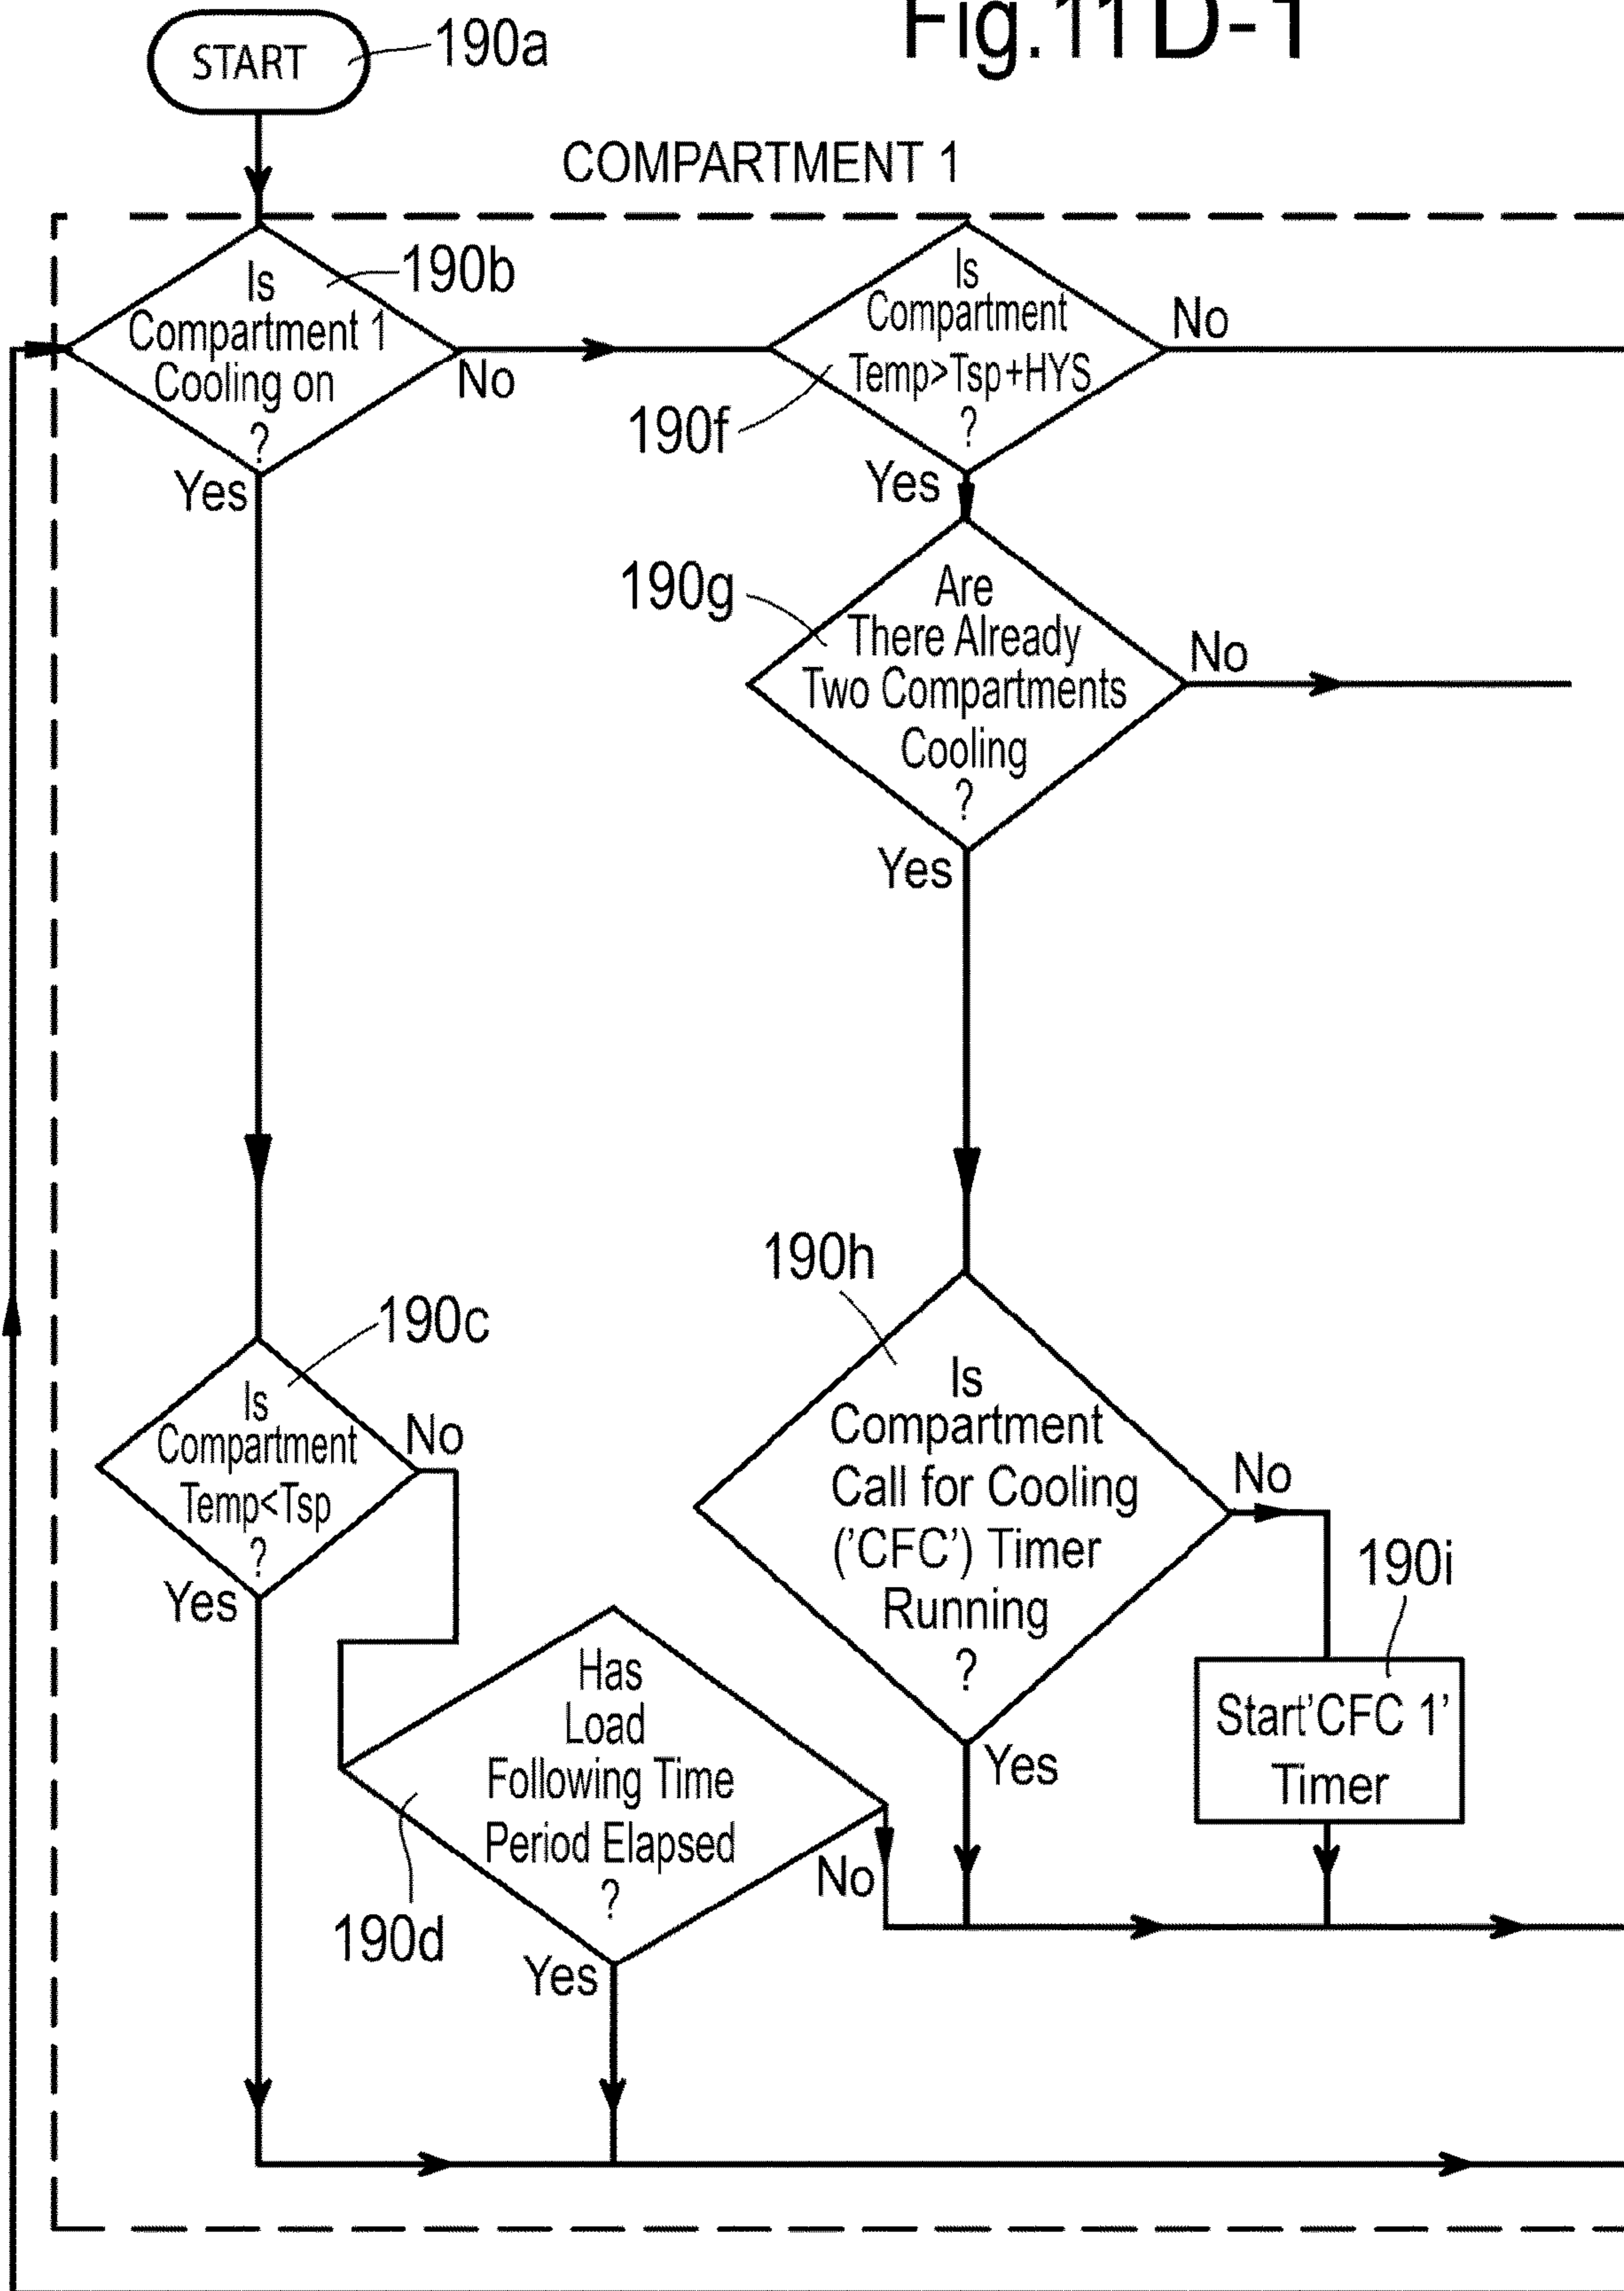 Fig.11D-1
START
190a
COMPARTMENT 1
Is
Compartment 1
Cooling on
?
190b
No
Yes
Is
Compartment
Temp>Tsp+HYS
?
190f
No
Yes
190g
Are
There Already
Two Compartments
Cooling
?
No
Yes
190c
Is
Compartment
Temp<Tsp
?
No
Yes
190h
Is
Compartment
Call for Cooling
('CFC') Timer
Running
?
No
Yes
190i
Start'CFC 1'
Timer
Has
Load
Following Time
Period Elapsed
?
190d
No
Yes